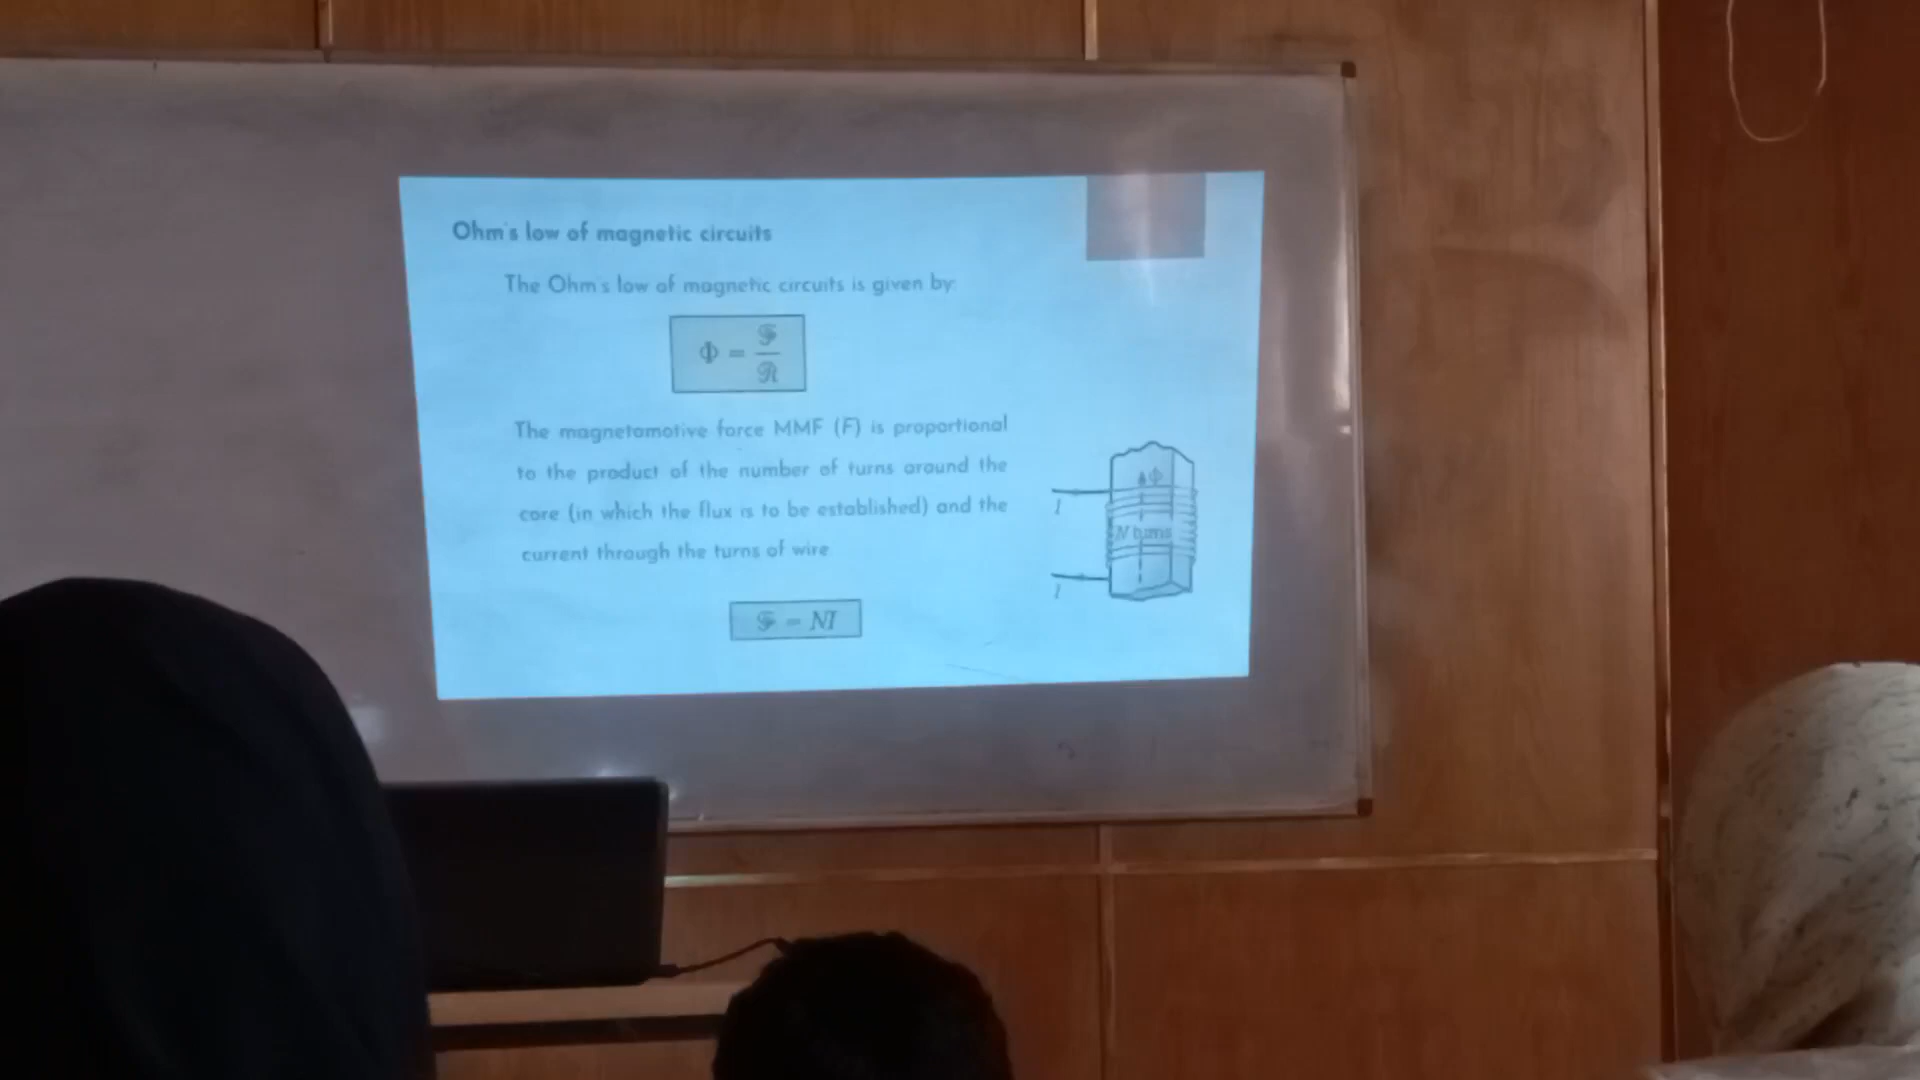 Ohm's low of magnetic circuits
The Ohm's low of magnetic circuits is given by:
Φ = ℱ / ℛ
The magnetomotive force MMF (F) is proportional
to the product of the number of turns around the
core (in which the flux is to be established) and the
current through the turns of wire.
ℱ = NI
Φ
I
N turns
I